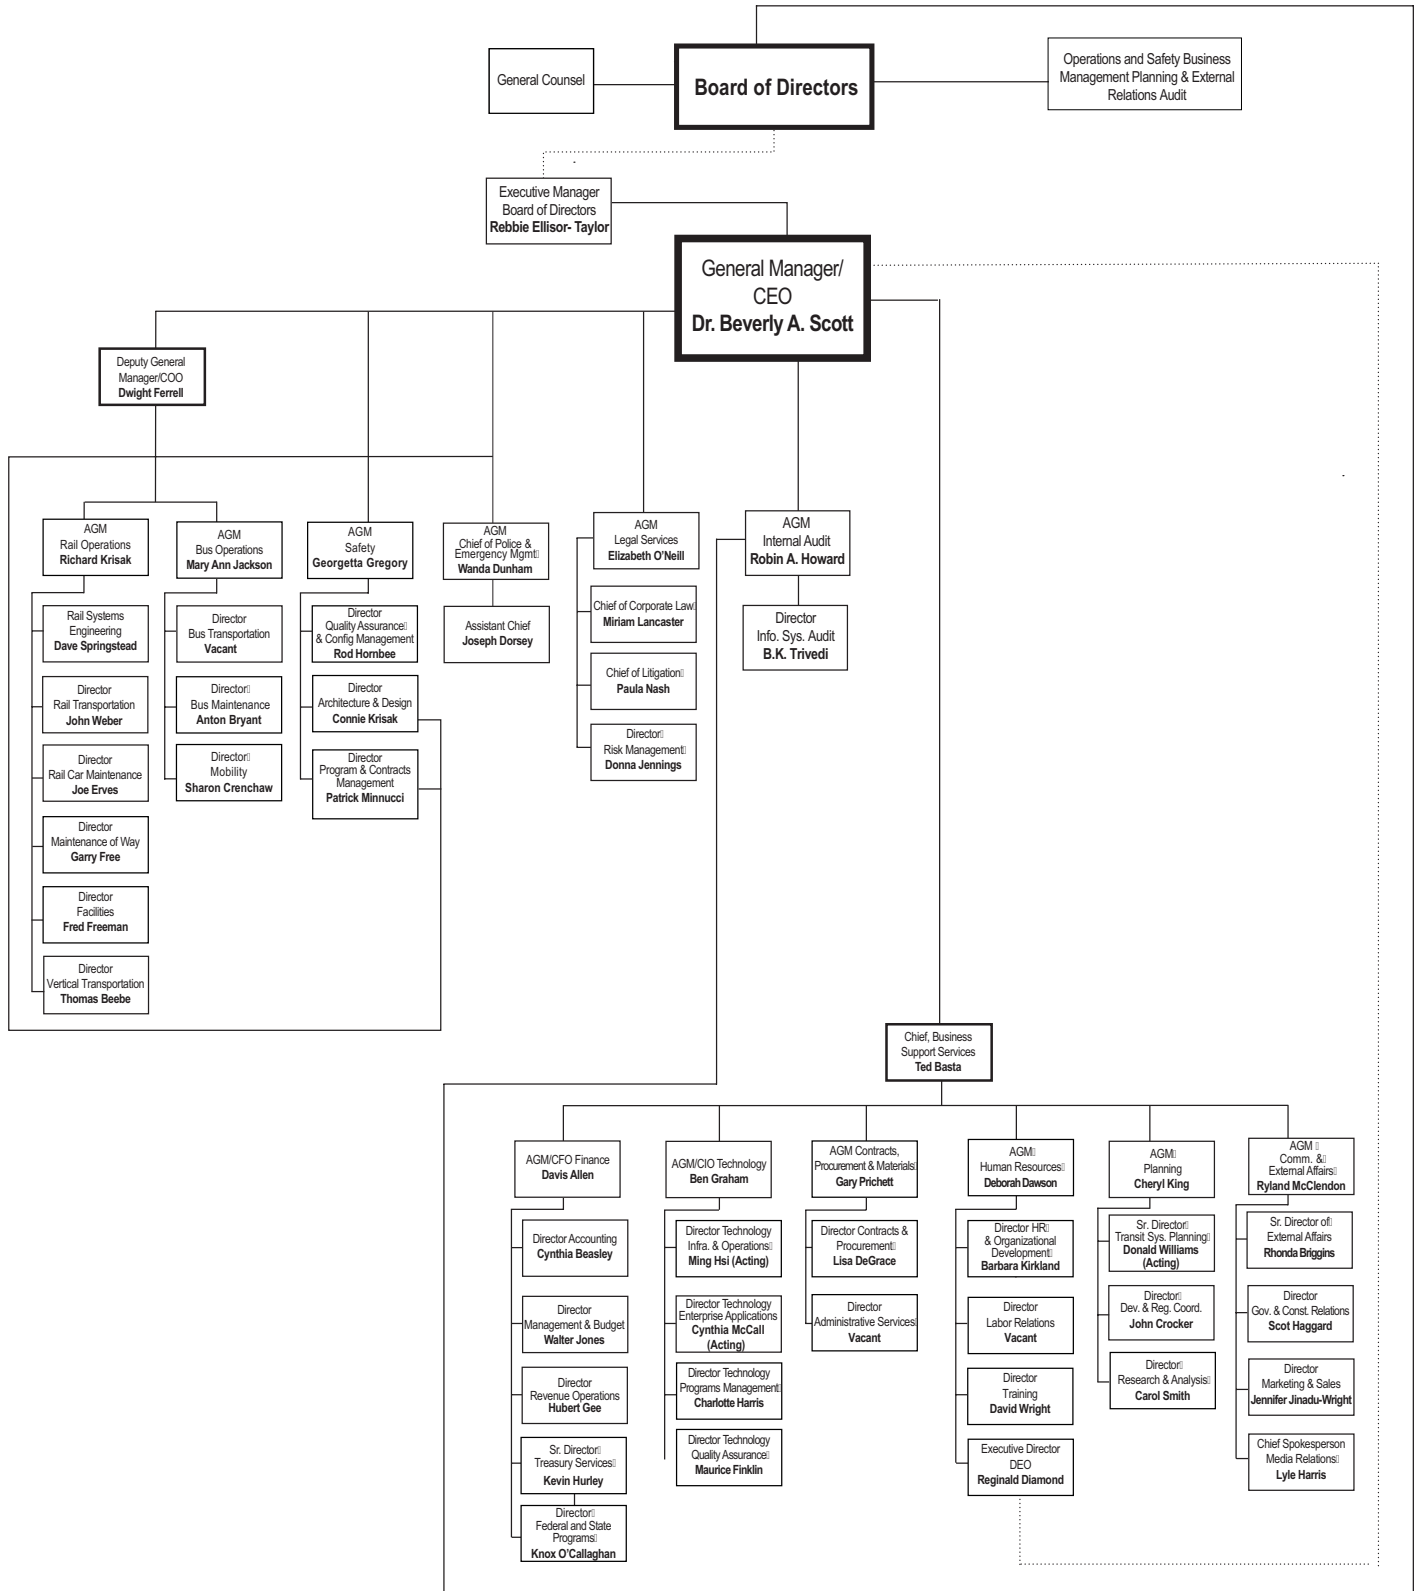 General Counsel
Board of Directors
Operations and Safety Business
Management Planning & External
Relations Audit
Executive Manager
Board of Directors
Rebbie Ellisor- Taylor
General Manager/
CEO
Dr. Beverly A. Scott
Deputy General
Manager/COO
Dwight Ferrell
AGM
Rail Operations
Richard Krisak
AGM
Bus Operations
Mary Ann Jackson
AGM
Safety
Georgetta Gregory
AGM
Chief of Police &
Emergency Mgmt
Wanda Dunham
AGM
Legal Services
Elizabeth O'Neill
AGM
Internal Audit
Robin A. Howard
Rail Systems
Engineering
Dave Springstead
Director
Rail Transportation
John Weber
Director
Rail Car Maintenance
Joe Erves
Director
Maintenance of Way
Garry Free
Director
Facilities
Fred Freeman
Director
Vertical Transportation
Thomas Beebe
Director
Bus Transportation
Vacant
Director
Bus Maintenance
Anton Bryant
Director
Mobility
Sharon Crenchaw
Director
Quality Assurance
& Config Management
Rod Hornbee
Director
Architecture & Design
Connie Krisak
Director
Program & Contracts
Management
Patrick Minnucci
Assistant Chief
Joseph Dorsey
Chief of Corporate Law
Miriam Lancaster
Chief of Litigation
Paula Nash
Director
Risk Management
Donna Jennings
Director
Info. Sys. Audit
B.K. Trivedi
Chief, Business
Support Services
Ted Basta
AGM/CFO Finance
Davis Allen
Director Accounting
Cynthia Beasley
Director
Management & Budget
Walter Jones
Director
Revenue Operations
Hubert Gee
Sr. Director
Treasury Services
Kevin Hurley
Director
Federal and State
Programs
Knox O'Callaghan
AGM/CIO Technology
Ben Graham
Director Technology
Infra. & Operations
Ming Hsi (Acting)
Director Technology
Enterprise Applications
Cynthia McCall
(Acting)
Director Technology
Programs Management
Charlotte Harris
Director Technology
Quality Assurance
Maurice Finklin
AGM Contracts,
Procurement & Materials
Gary Prichett
Director Contracts &
Procurement
Lisa DeGrace
Director
Administrative Services
Vacant
AGM
Human Resources
Deborah Dawson
Director HR
& Organizational
Development
Barbara Kirkland
Director
Labor Relations
Vacant
Director
Training
David Wright
Executive Director
DEO
Reginald Diamond
AGM
Planning
Cheryl King
Sr. Director
Transit Sys. Planning
Donald Williams
(Acting)
Director
Dev. & Reg. Coord.
John Crocker
Director
Research & Analysis
Carol Smith
AGM
Comm. &
External Affairs
Ryland McClendon
Sr. Director of
External Affairs
Rhonda Briggins
Director
Gov. & Const. Relations
Scot Haggard
Director
Marketing & Sales
Jennifer Jinadu-Wright
Chief Spokesperson
Media Relations
Lyle Harris